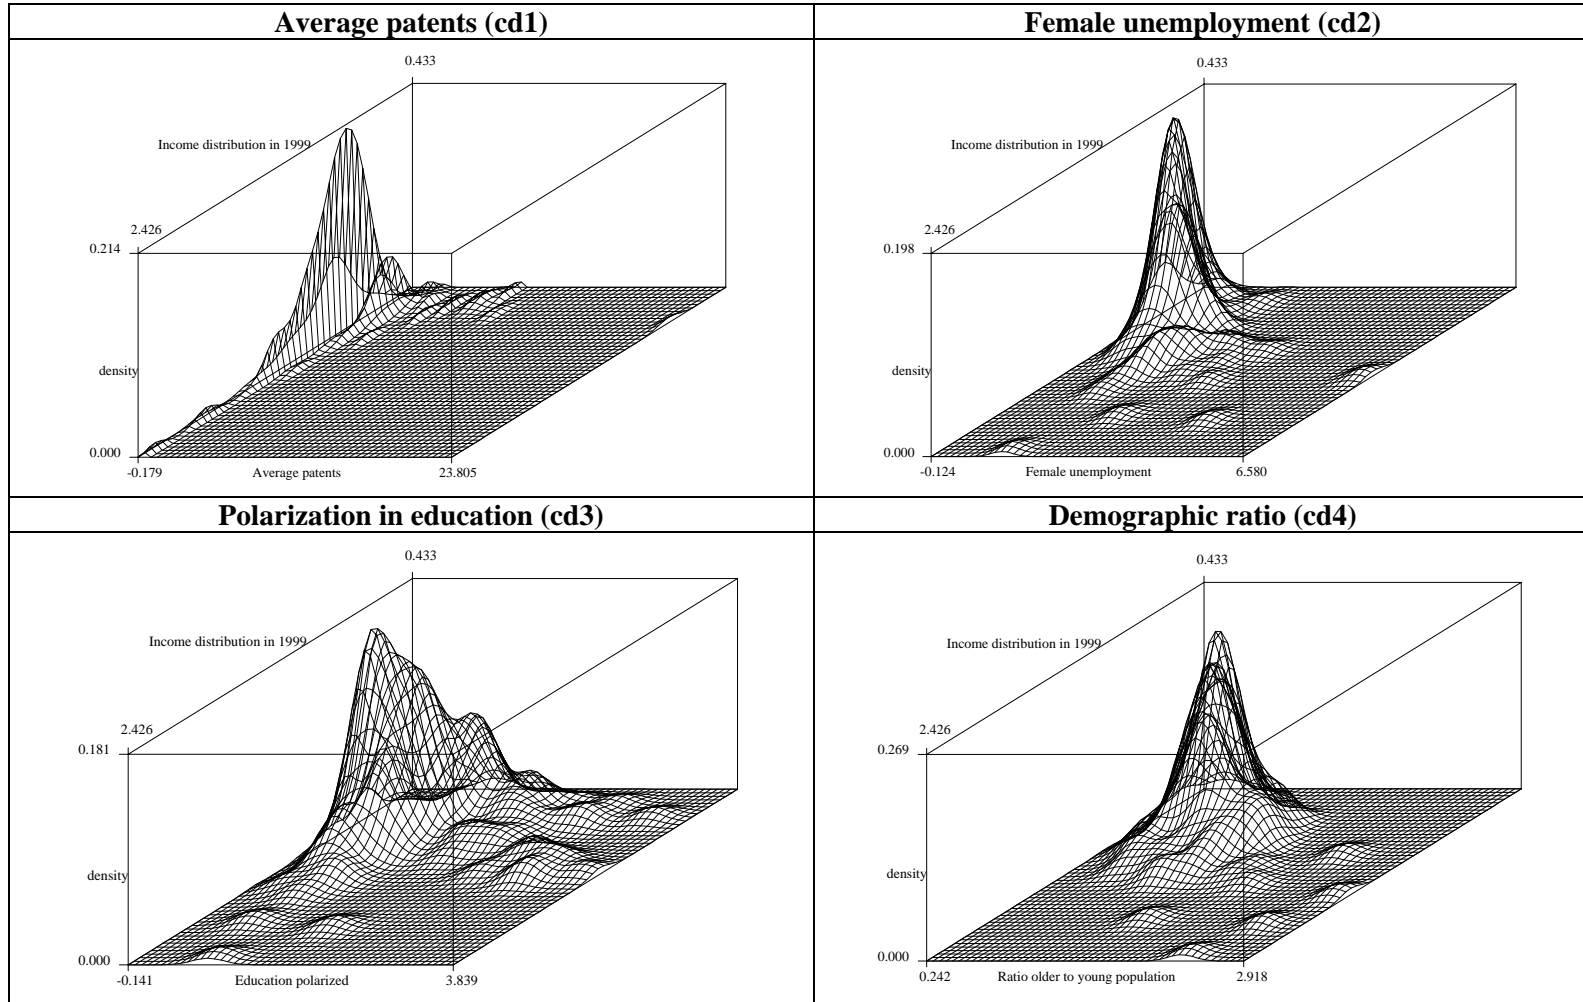 Average patents (cd1)
Female unemployment (cd2)
0.433
Income distribution in 1999
2.426
0.214
density
0.000
-0.179
Average patents
23.805
0.433
Income distribution in 1999
2.426
0.198
density
0.000
-0.124
Female unemployment
6.580
Polarization in education (cd3)
Demographic ratio (cd4)
0.433
Income distribution in 1999
2.426
0.181
density
0.000
-0.141
Education polarized
3.839
0.433
Income distribution in 1999
2.426
0.269
density
0.000
0.242
Ratio older to young population
2.918